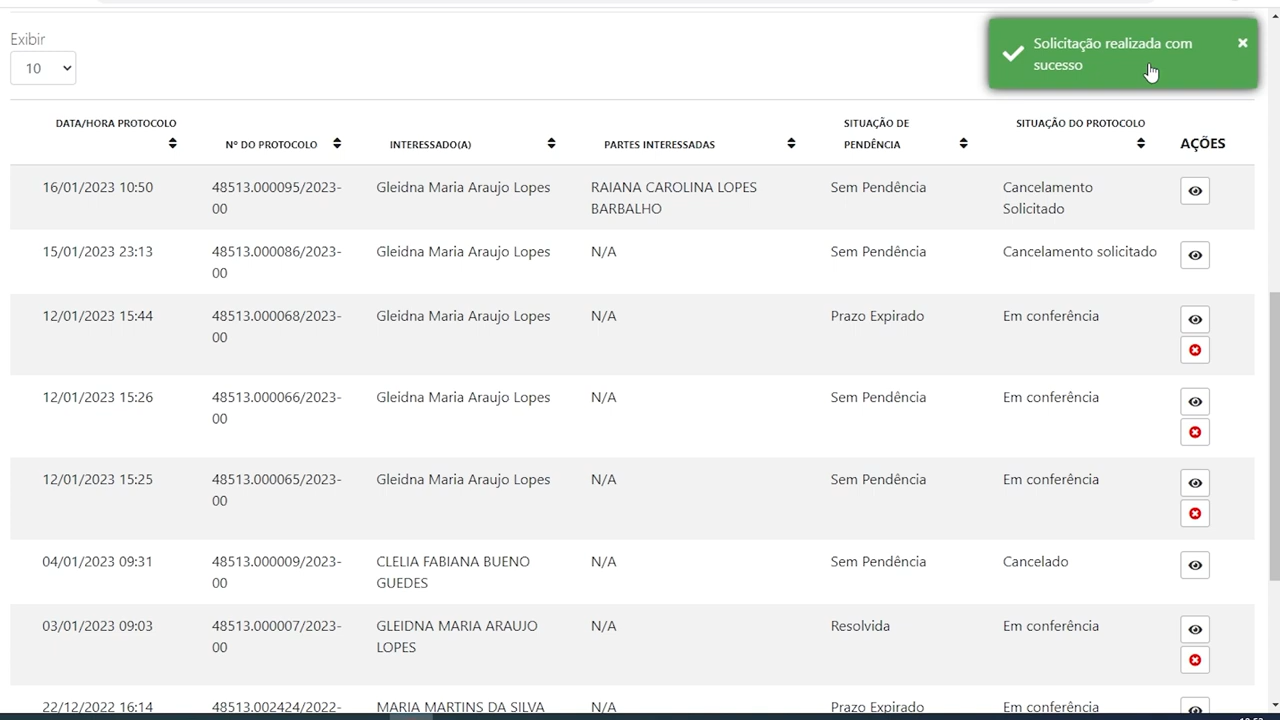 Exibir
10
Solicitação realizada com
sucesso
DATA/HORA PROTOCOLO
Nº DO PROTOCOLO
INTERESSADO(A)
PARTES INTERESSADAS
SITUAÇÃO DE
PENDÊNCIA
SITUAÇÃO DO PROTOCOLO
AÇÕES
16/01/2023 10:50 48513.000095/2023- Gleidna Maria Araujo Lopes RAIANA CAROLINA LOPES Sem Pendência Cancelamento
00 BARBALHO Solicitado
15/01/2023 23:13 48513.000086/2023- Gleidna Maria Araujo Lopes N/A Sem Pendência Cancelamento solicitado
00
12/01/2023 15:44 48513.000068/2023- Gleidna Maria Araujo Lopes N/A Prazo Expirado Em conferência
00
12/01/2023 15:26 48513.000066/2023- Gleidna Maria Araujo Lopes N/A Sem Pendência Em conferência
00
12/01/2023 15:25 48513.000065/2023- Gleidna Maria Araujo Lopes N/A Sem Pendência Em conferência
00
04/01/2023 09:31 48513.000009/2023- CLELIA FABIANA BUENO N/A Sem Pendência Cancelado
00 GUEDES
03/01/2023 09:03 48513.000007/2023- GLEIDNA MARIA ARAUJO N/A Resolvida Em conferência
00 LOPES
22/12/2022 16:14 48513.002424/2022- MARIA MARTINS DA SILVA N/A Prazo Expirado Em conferência